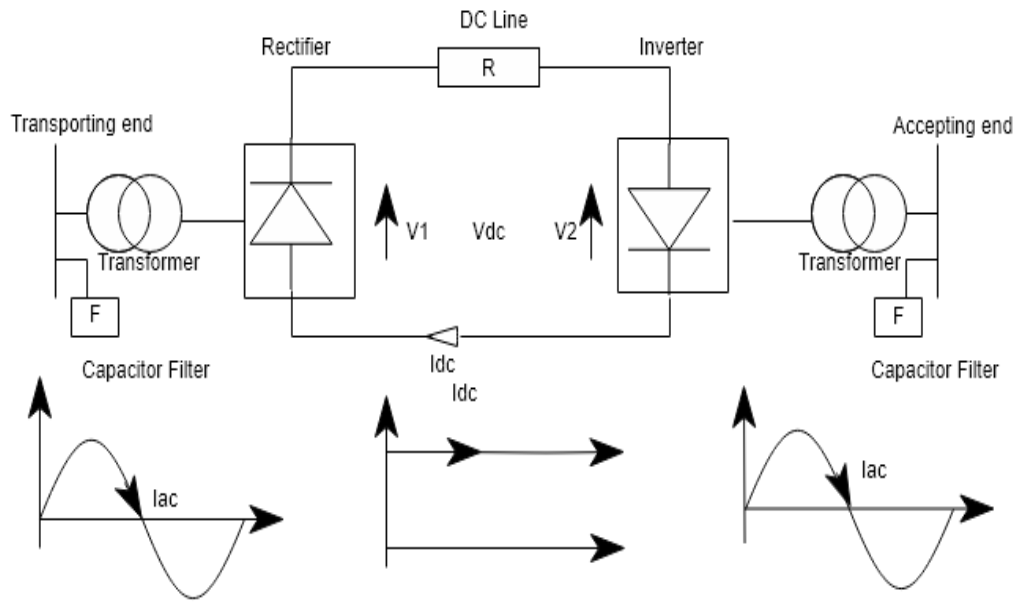 DC Line
Rectifier
Inverter
R
Transporting end
Accepting end
V1
Vdc
V2
Transformer
Transformer
F
F
Idc
Capacitor Filter
Capacitor Filter
Idc
Iac
Iac